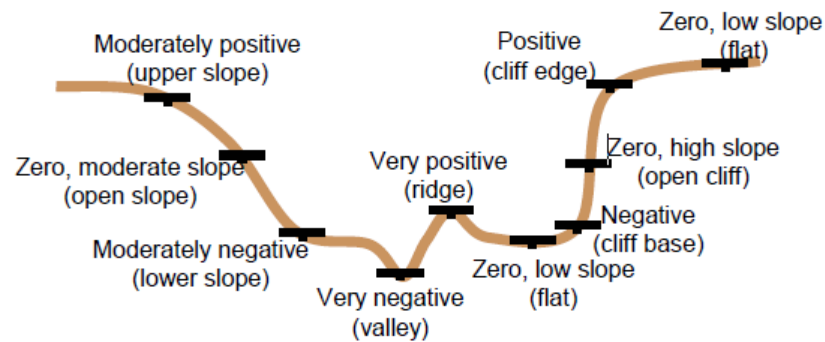 Moderately positive
(upper slope)
Zero, moderate slope
(open slope)
Moderately negative
(lower slope)
Very negative
(valley)
Very positive
(ridge)
Zero, low slope
(flat)
Negative
(cliff base)
Zero, high slope
(open cliff)
Positive
(cliff edge)
Zero, low slope
(flat)